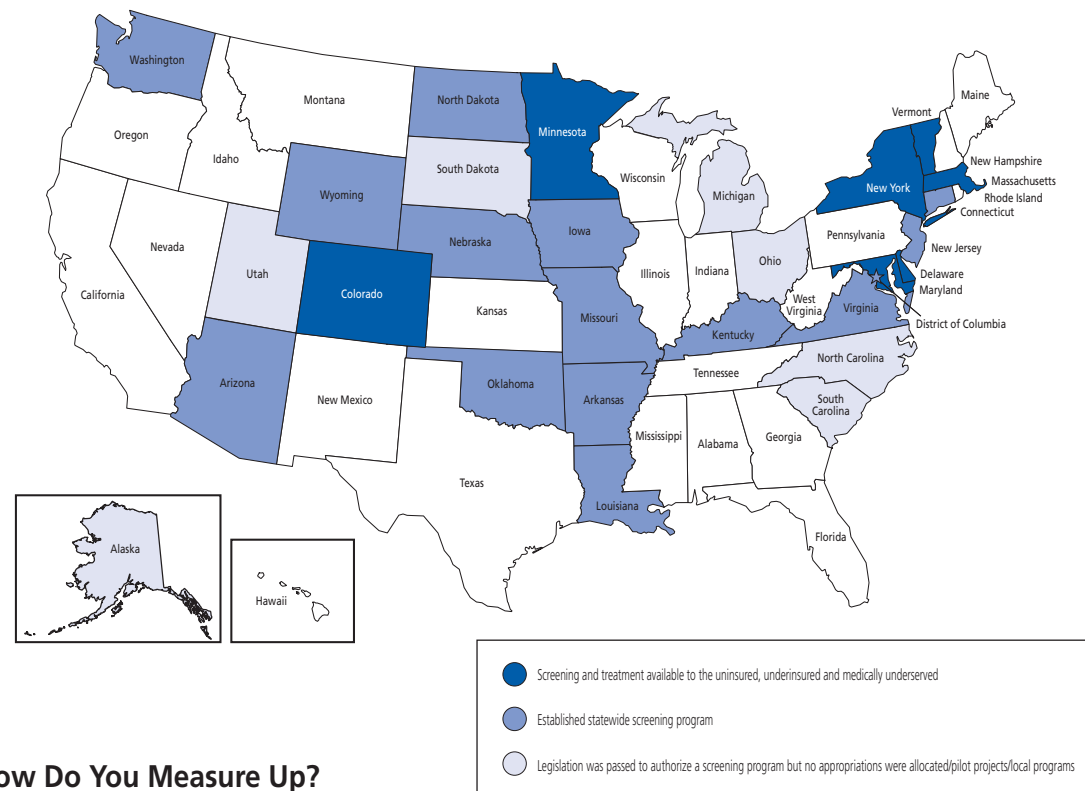 Washington
Montana
North Dakota
Minnesota
Oregon
Idaho
South Dakota
Wisconsin
Michigan
Vermont
Maine
New Hampshire
Massachusetts
Rhode Island
Connecticut
New York
Wyoming
Iowa
Nebraska
Pennsylvania
New Jersey
Nevada
Utah
Ohio
Illinois
Indiana
Delaware
Maryland
California
Colorado
Kansas
Missouri
West
Virginia
Virginia
District of Columbia
Kentucky
Arizona
New Mexico
Oklahoma
Arkansas
Tennessee
North Carolina
South
Carolina
Mississippi
Alabama
Georgia
Texas
Louisiana
Florida
Alaska
Hawaii
Screening and treatment available to the uninsured, underinsured and medically underserved
Established statewide screening program
Legislation was passed to authorize a screening program but no appropriations were allocated/pilot projects/local programs
ow Do You Measure Up?